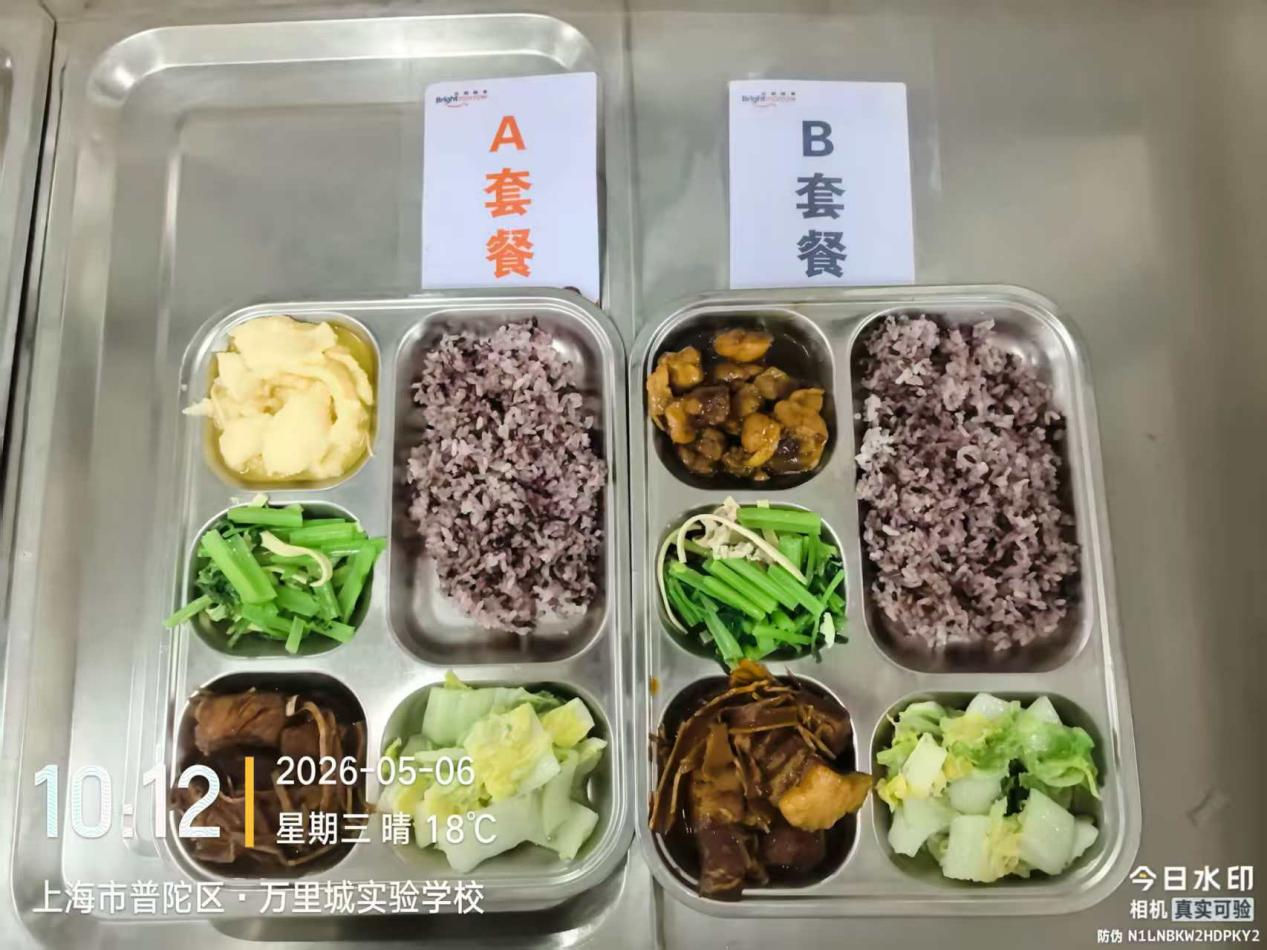 Brightmorrow
A
套
餐
Brightmorrow
B
套
餐
10:12
2026-05-06
星期三 晴 18℃
上海市普陀区·万里城实验学校
今日水印
相机 真实可验
防伪 N1LNBKW2HDPKY2